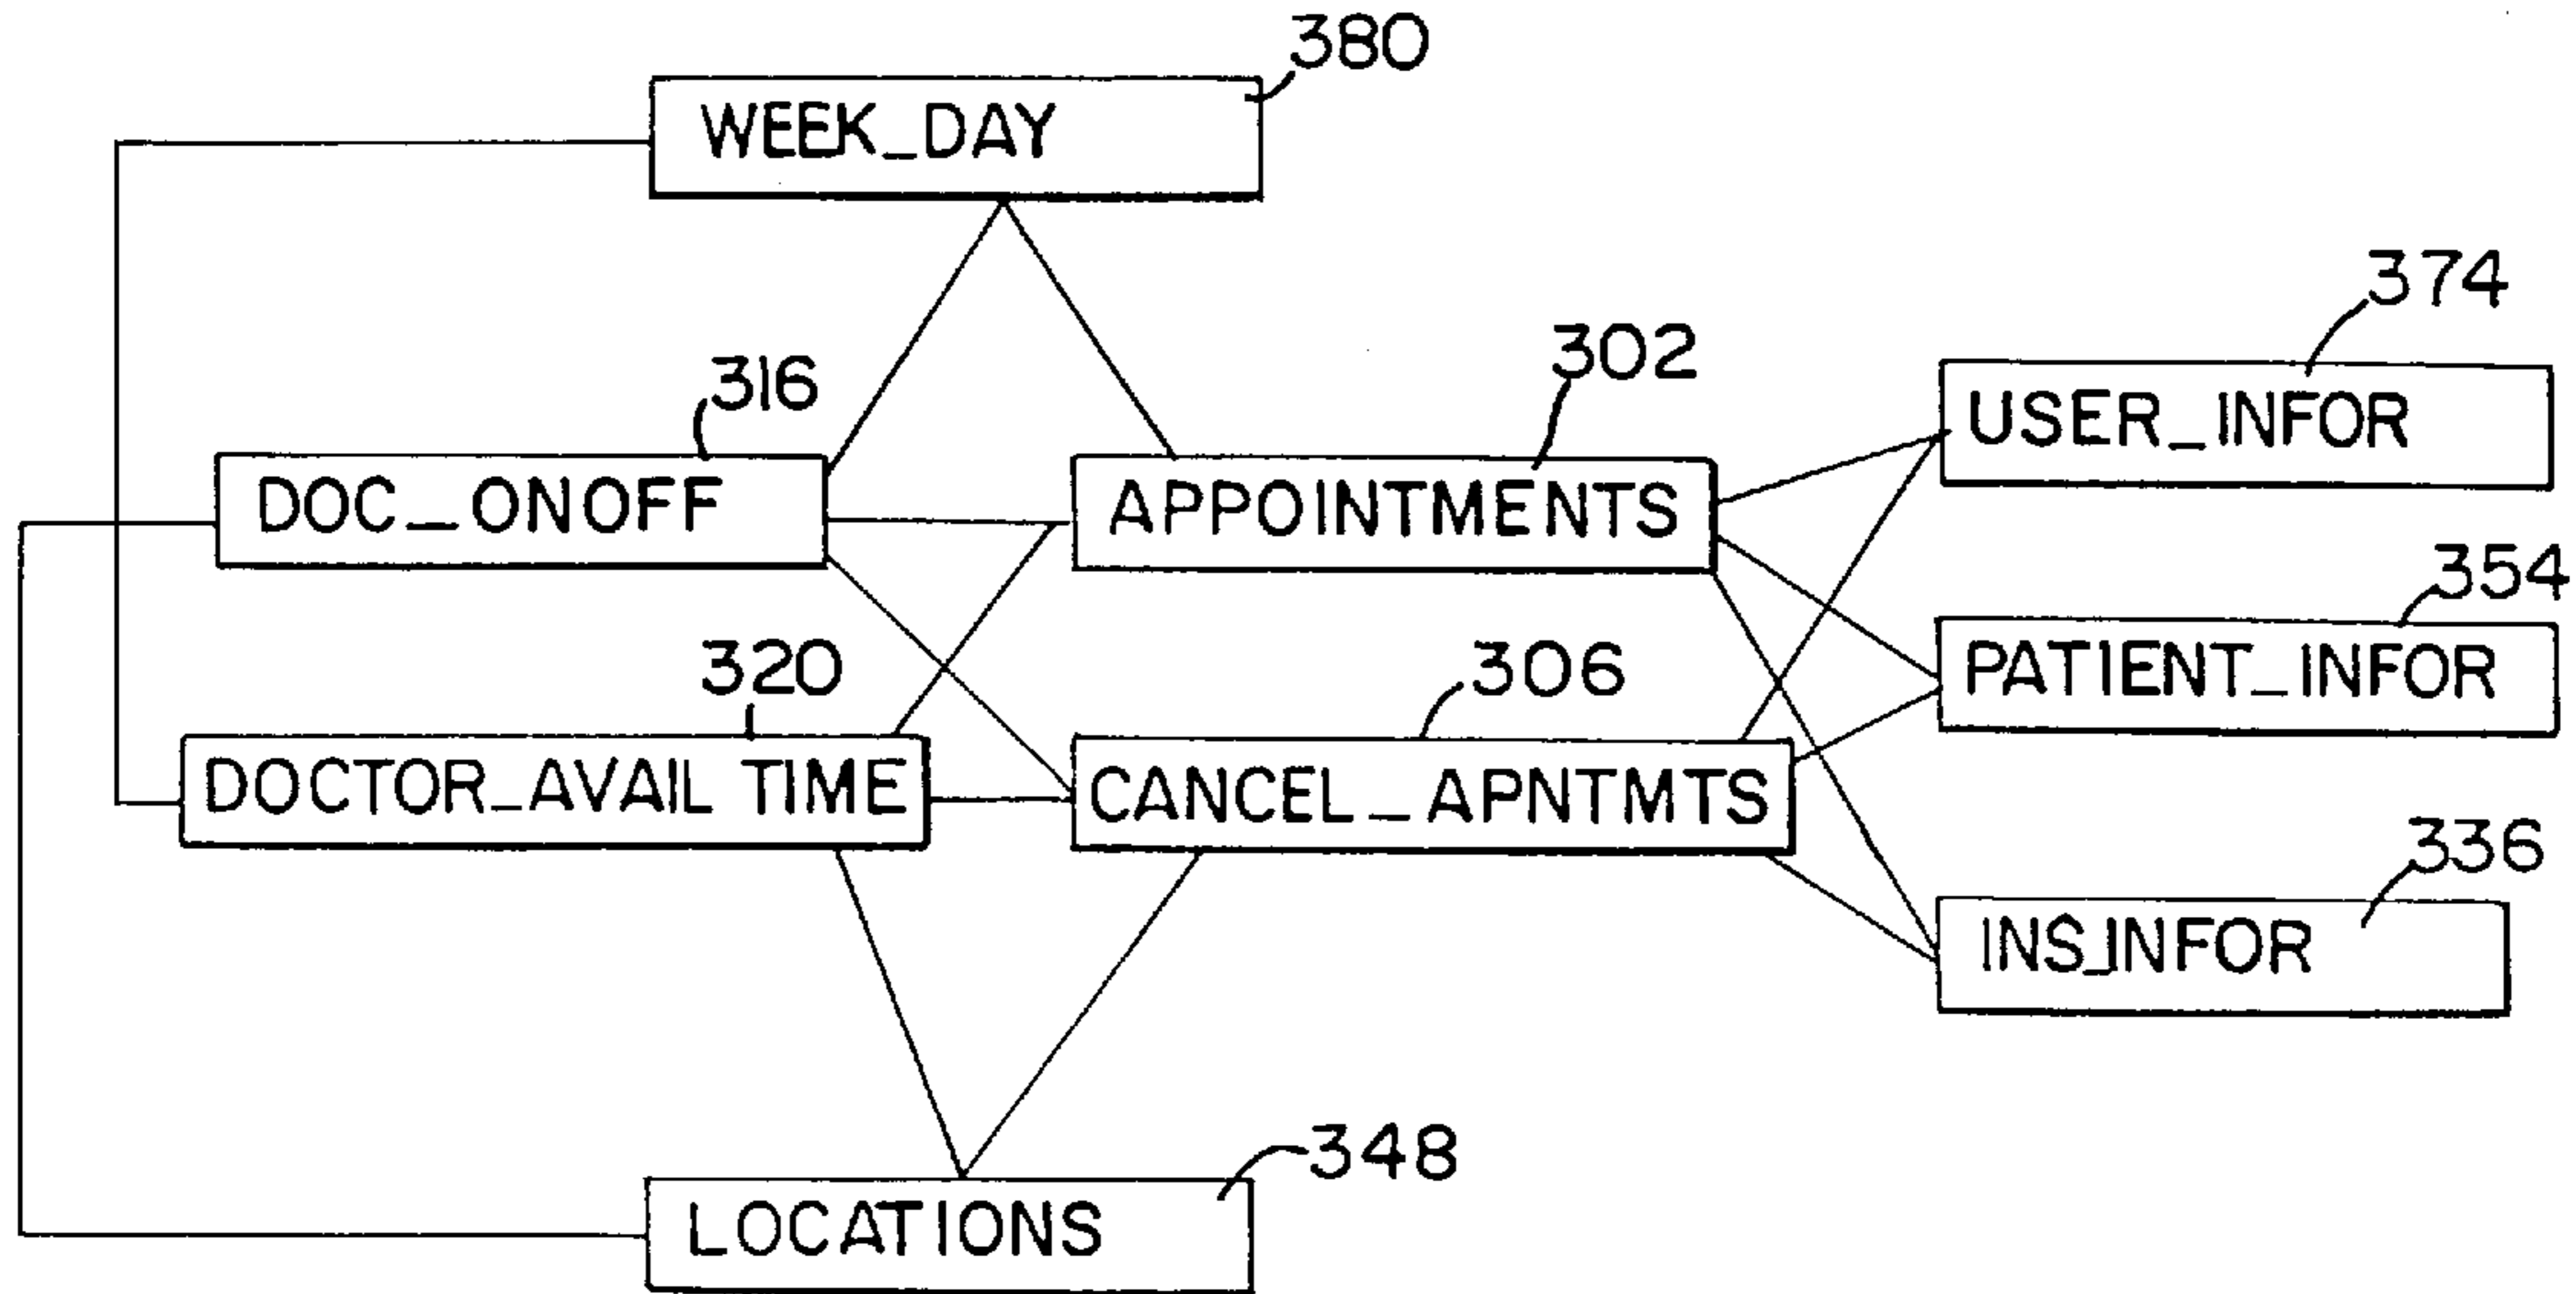 380
WEEK_DAY
374
302
316
USER_INFOR
DOC_ONOFF
APPOINTMENTS
354
320
306
PATIENT_INFOR
DOCTOR_AVAIL TIME
CANCEL_APNTMTS
336
INS_INFOR
348
LOCATIONS